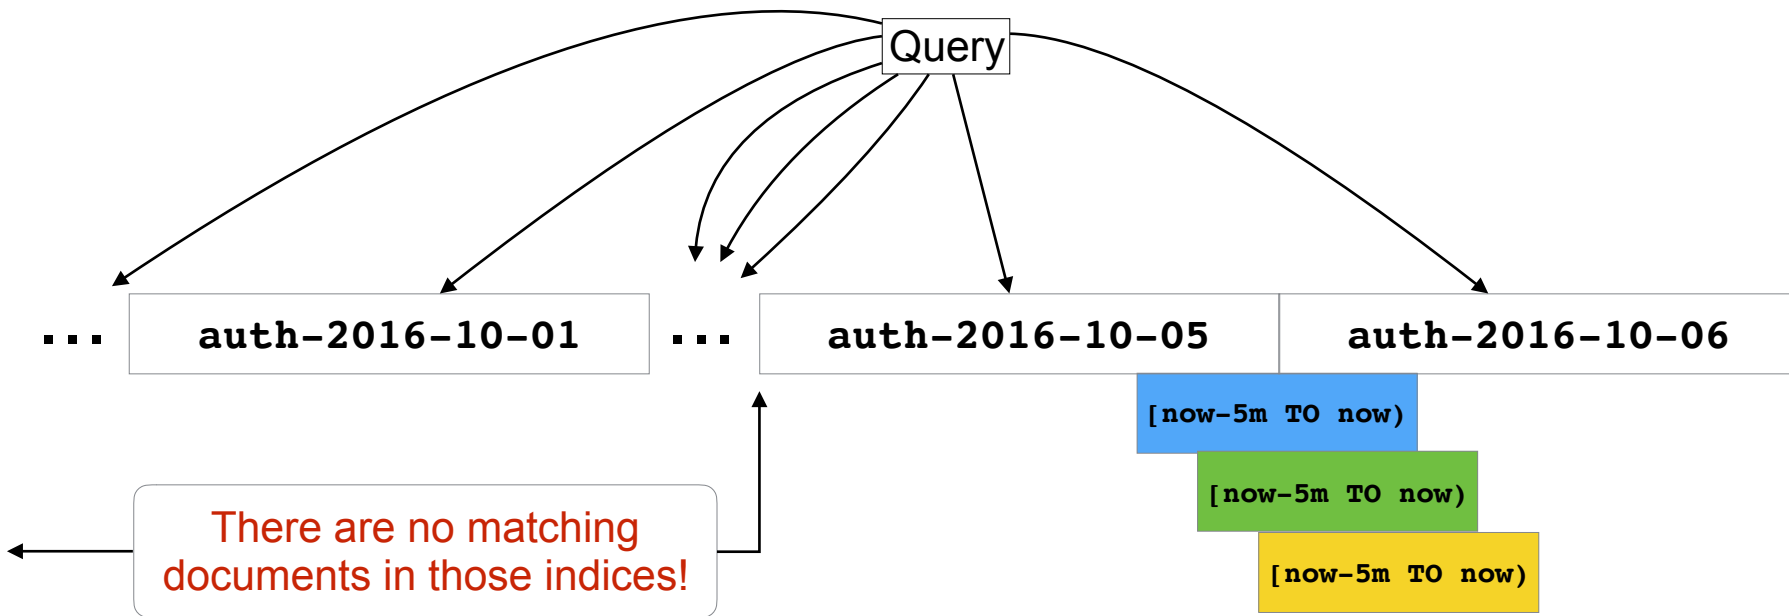 Query
... auth-2016-10-01 ... auth-2016-10-05 auth-2016-10-06
[now-5m TO now)
[now-5m TO now)
[now-5m TO now)
There are no matching
documents in those indices!